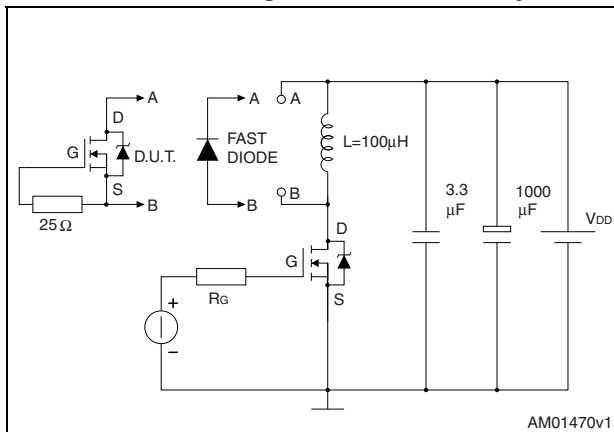 A
D
G
D.U.T.
S
B
25 Ω
A
FAST
DIODE
B
A
L=100μH
B
D
G
S
3.3
μF
1000
μF
VDD
RG
+
−
AM01470v1